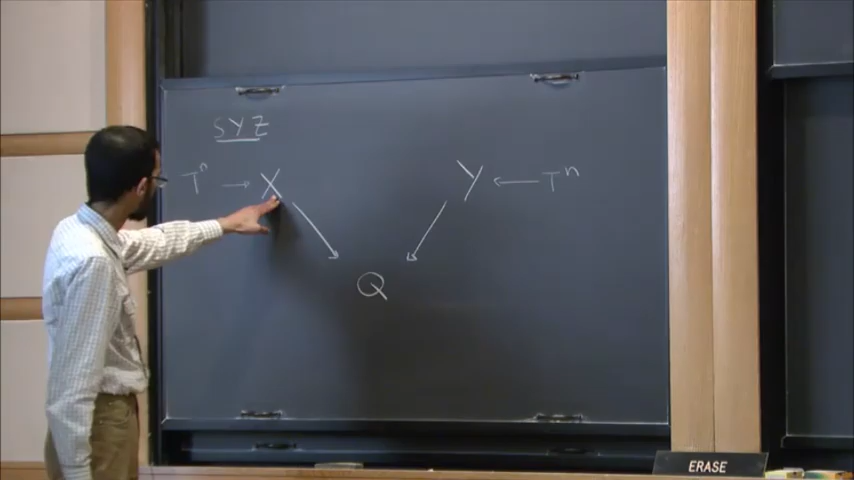 SYZ
Tⁿ → X Y ← Tⁿ
Q
ERASE